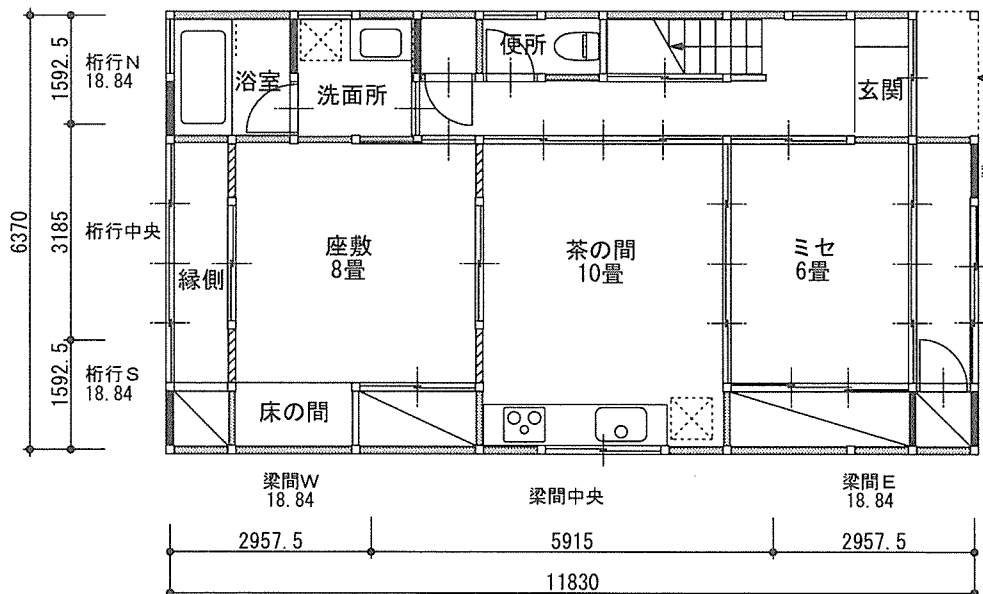 1592.5
桁行N
18.84
浴室
洗面所
便所
玄関
6370
3185
桁行中央
縁側
座敷
8畳
茶の間
10畳
ミセ
6畳
1592.5
桁行S
18.84
床の間
梁間W
18.84
梁間中央
梁間E
18.84
2957.5
5915
2957.5
11830